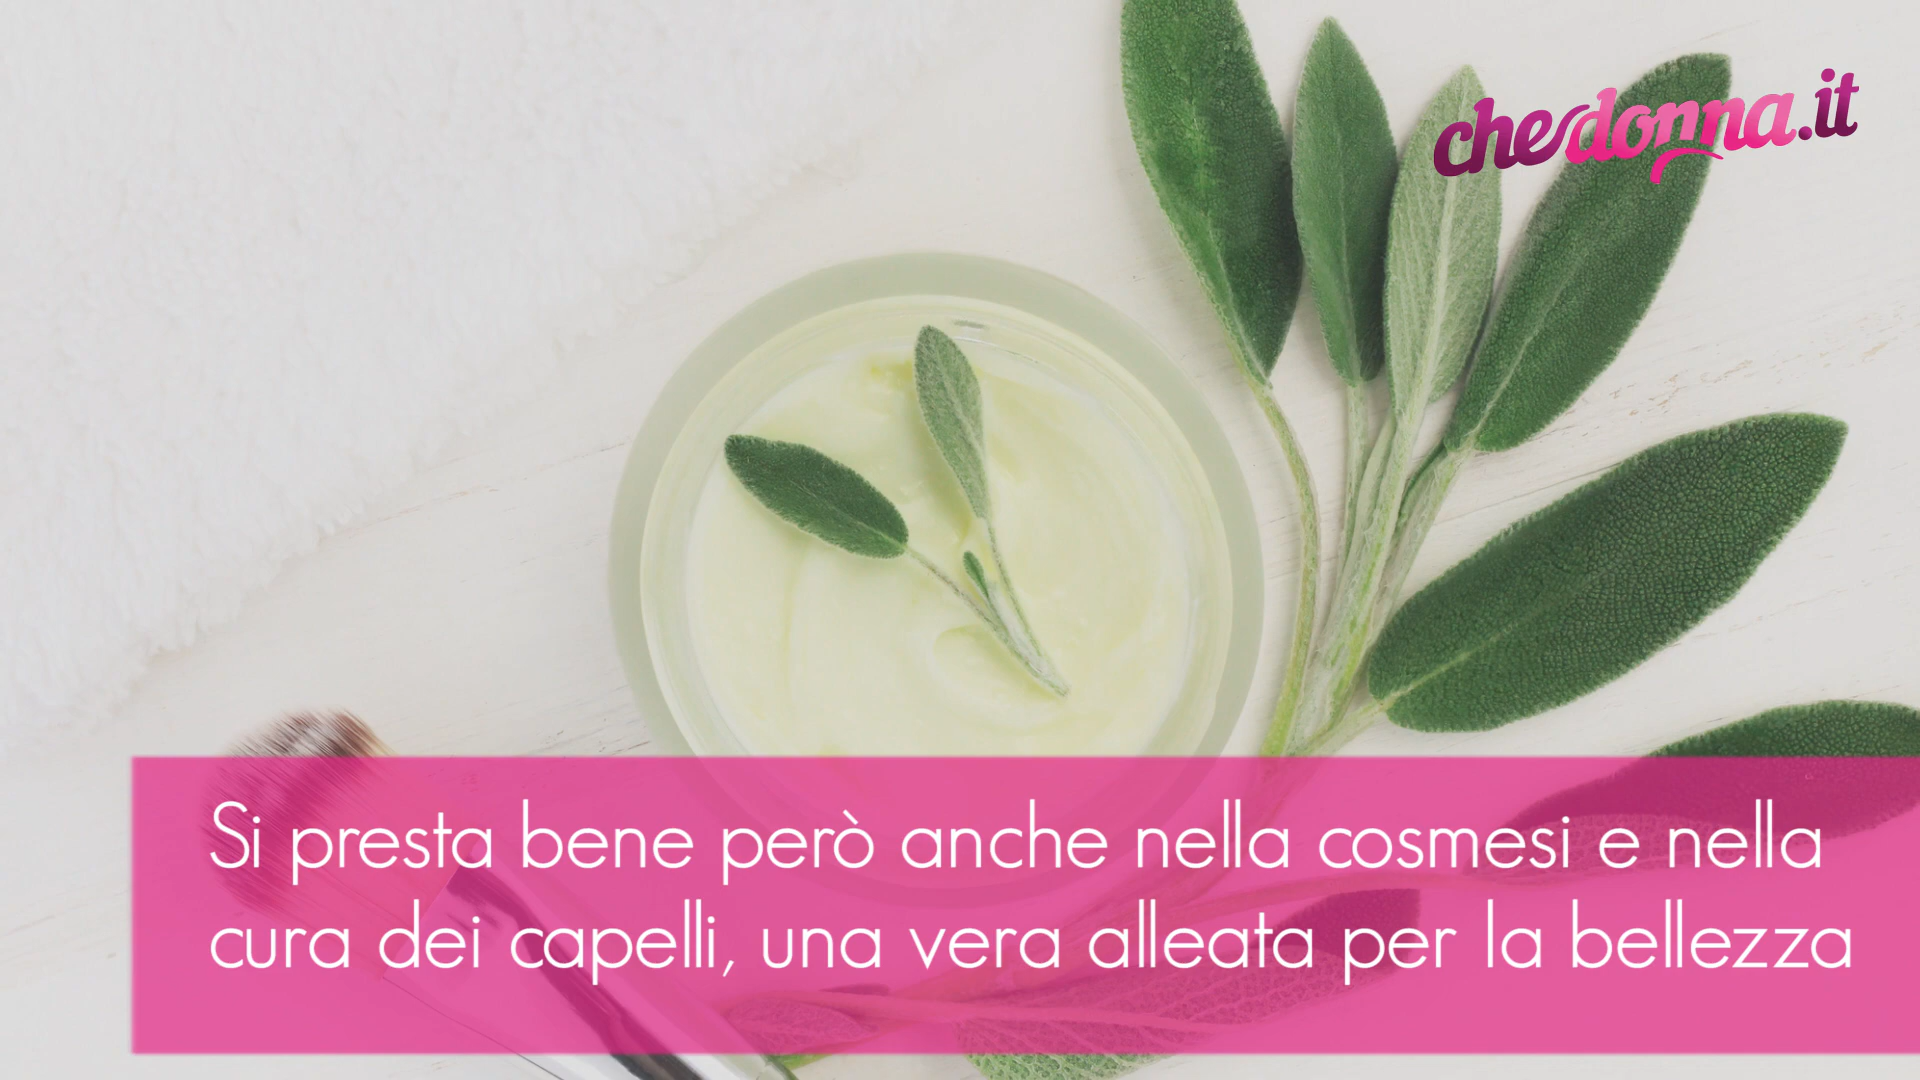 chedonna.it
Si presta bene però anche nella cosmesi e nella
cura dei capelli, una vera alleata per la bellezza